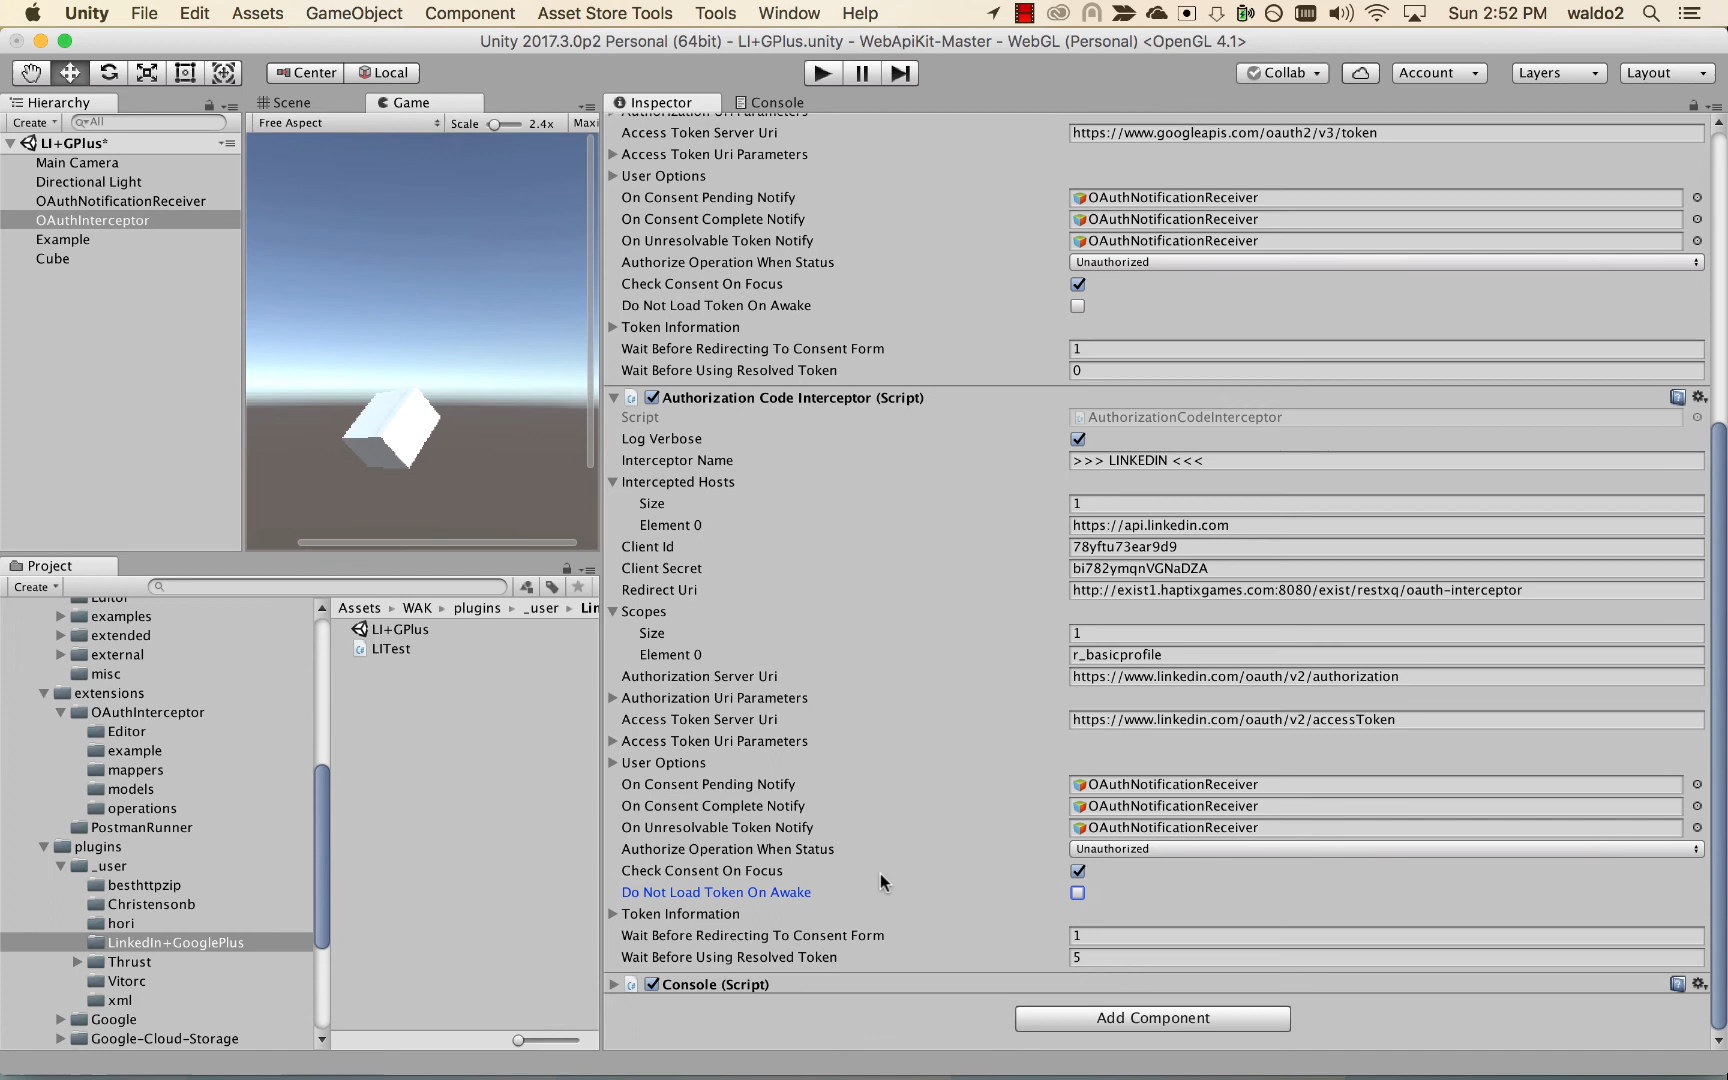 Unity File Edit Assets GameObject Component Asset Store Tools Tools Window Help Sun 2:52 PM waldo2
Unity 2017.3.0p2 Personal (64bit) - LI+GPlus.unity - WebApiKit-Master - WebGL (Personal) <OpenGL 4.1>
Center Local Collab Account Layers Layout
Hierarchy
Create All
LI+GPlus*
Main Camera
Directional Light
OAuthNotificationReceiver
OAuthInterceptor
Example
Cube
Scene Game
Free Aspect Scale 2.4x Maxi
Project
Create
Editor
examples
extended
external
misc
extensions
OAuthInterceptor
Editor
example
mappers
models
operations
PostmanRunner
plugins
_user
besthttpzip
Christensonb
hori
LinkedIn+GooglePlus
Thrust
Vitorc
xml
Google
Google-Cloud-Storage
Assets WAK plugins _user Lin
LI+GPlus
LITest
Inspector Console
Authorization Uri Parameters
Access Token Server Uri https://www.googleapis.com/oauth2/v3/token
Access Token Uri Parameters
User Options
On Consent Pending Notify OAuthNotificationReceiver
On Consent Complete Notify OAuthNotificationReceiver
On Unresolvable Token Notify OAuthNotificationReceiver
Authorize Operation When Status Unauthorized
Check Consent On Focus
Do Not Load Token On Awake
Token Information
Wait Before Redirecting To Consent Form 1
Wait Before Using Resolved Token 0
Authorization Code Interceptor (Script)
Script AuthorizationCodeInterceptor
Log Verbose
Interceptor Name >>> LINKEDIN <<<
Intercepted Hosts
Size 1
Element 0 https://api.linkedin.com
Client Id 78yftu73ear9d9
Client Secret bi782ymqnVGNaDZA
Redirect Uri http://exist1.haptixgames.com:8080/exist/restxq/oauth-interceptor
Scopes
Size 1
Element 0 r_basicprofile
Authorization Server Uri https://www.linkedin.com/oauth/v2/authorization
Authorization Uri Parameters
Access Token Server Uri https://www.linkedin.com/oauth/v2/accessToken
Access Token Uri Parameters
User Options
On Consent Pending Notify OAuthNotificationReceiver
On Consent Complete Notify OAuthNotificationReceiver
On Unresolvable Token Notify OAuthNotificationReceiver
Authorize Operation When Status Unauthorized
Check Consent On Focus
Do Not Load Token On Awake
Token Information
Wait Before Redirecting To Consent Form 1
Wait Before Using Resolved Token 5
Console (Script)
Add Component